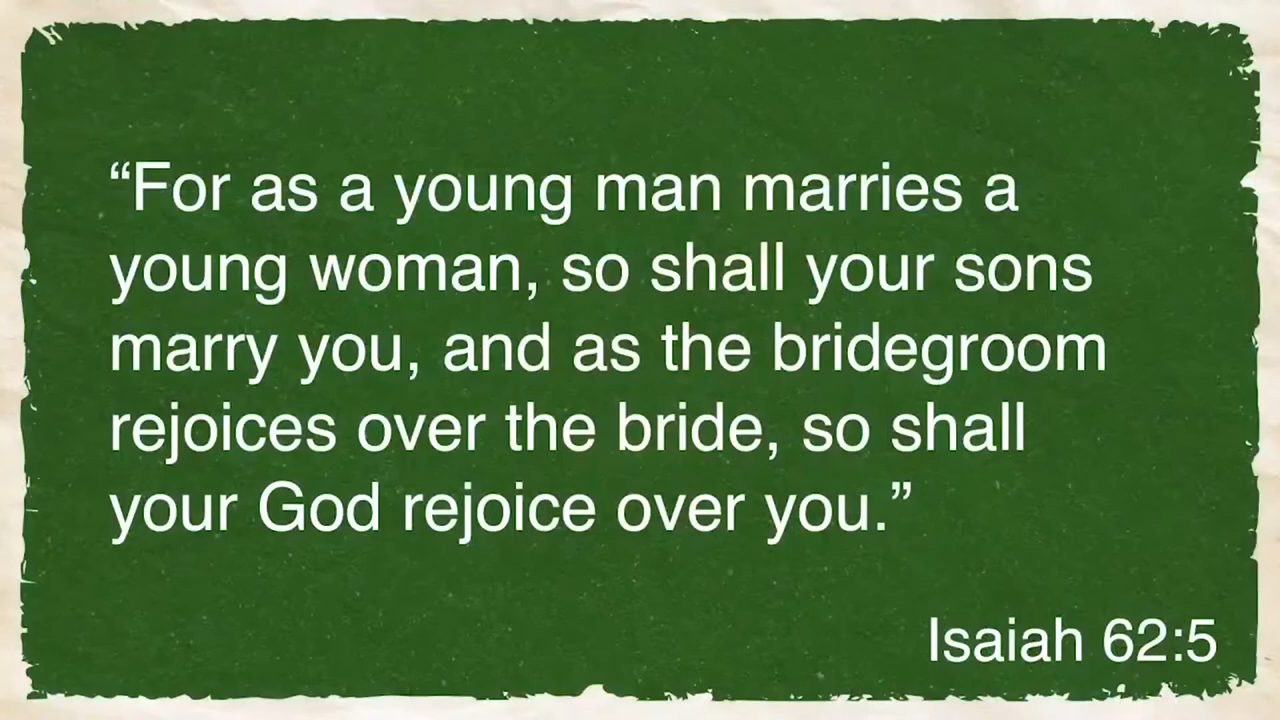 “For as a young man marries a
young woman, so shall your sons
marry you, and as the bridegroom
rejoices over the bride, so shall
your God rejoice over you.”
Isaiah 62:5